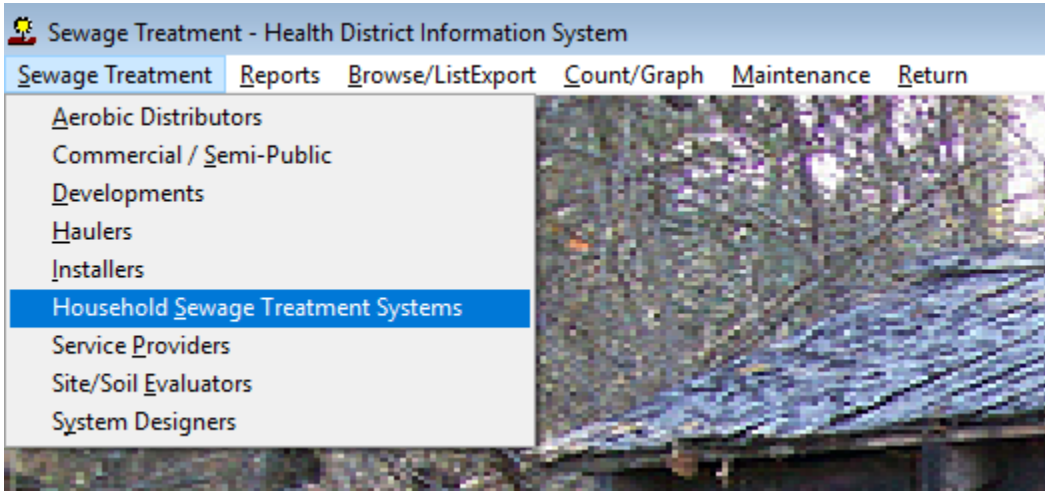 Sewage Treatment - Health District Information System
Sewage Treatment Reports Browse/ListExport Count/Graph Maintenance Return
Aerobic Distributors
Commercial / Semi-Public
Developments
Haulers
Installers
Household Sewage Treatment Systems
Service Providers
Site/Soil Evaluators
System Designers